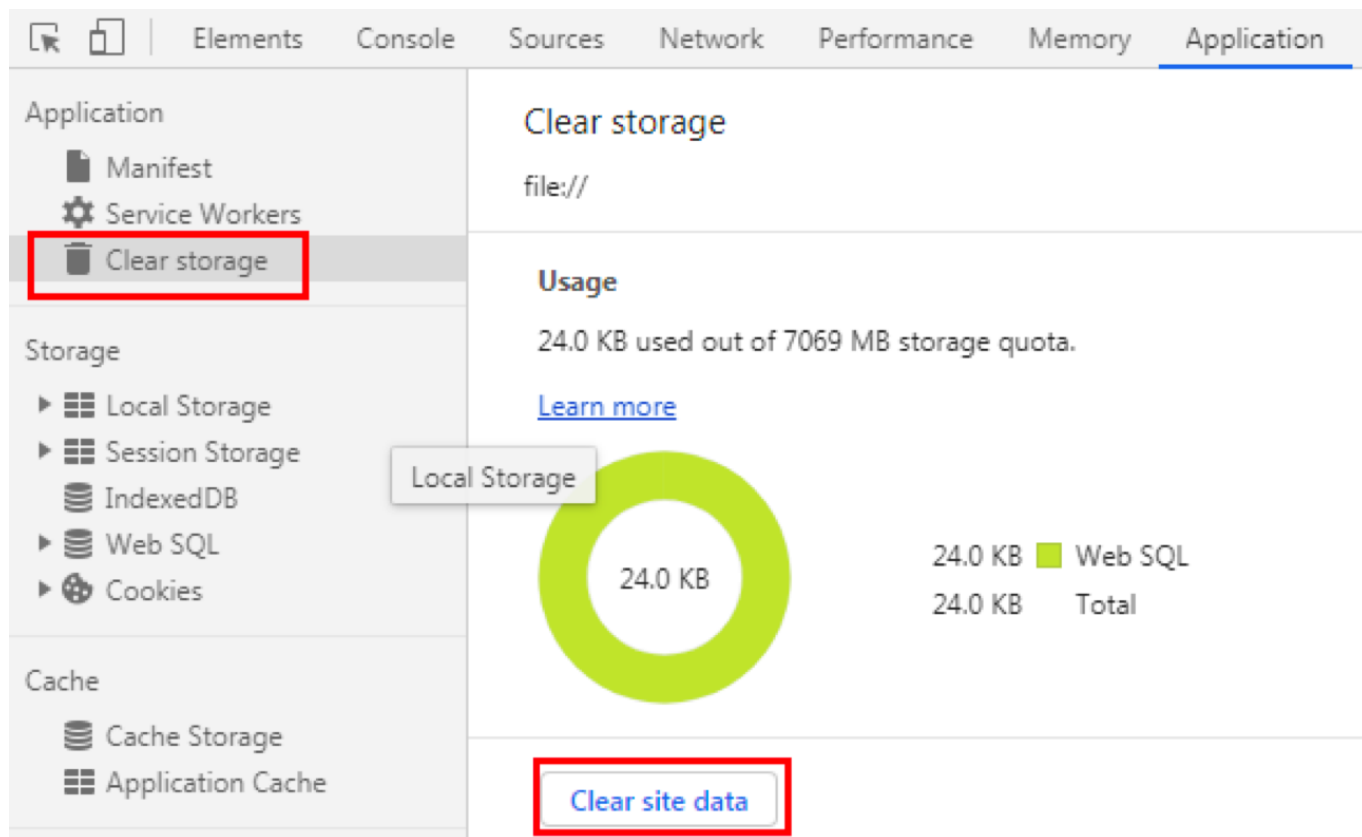 Elements Console Sources Network Performance Memory Application
Application
Manifest
Service Workers
Clear storage
Storage
Local Storage
Session Storage
IndexedDB
Web SQL
Cookies
Cache
Cache Storage
Application Cache
Clear storage
file://
Usage
24.0 KB used out of 7069 MB storage quota.
Learn more
Local Storage
24.0 KB
24.0 KB Web SQL
24.0 KB Total
Clear site data